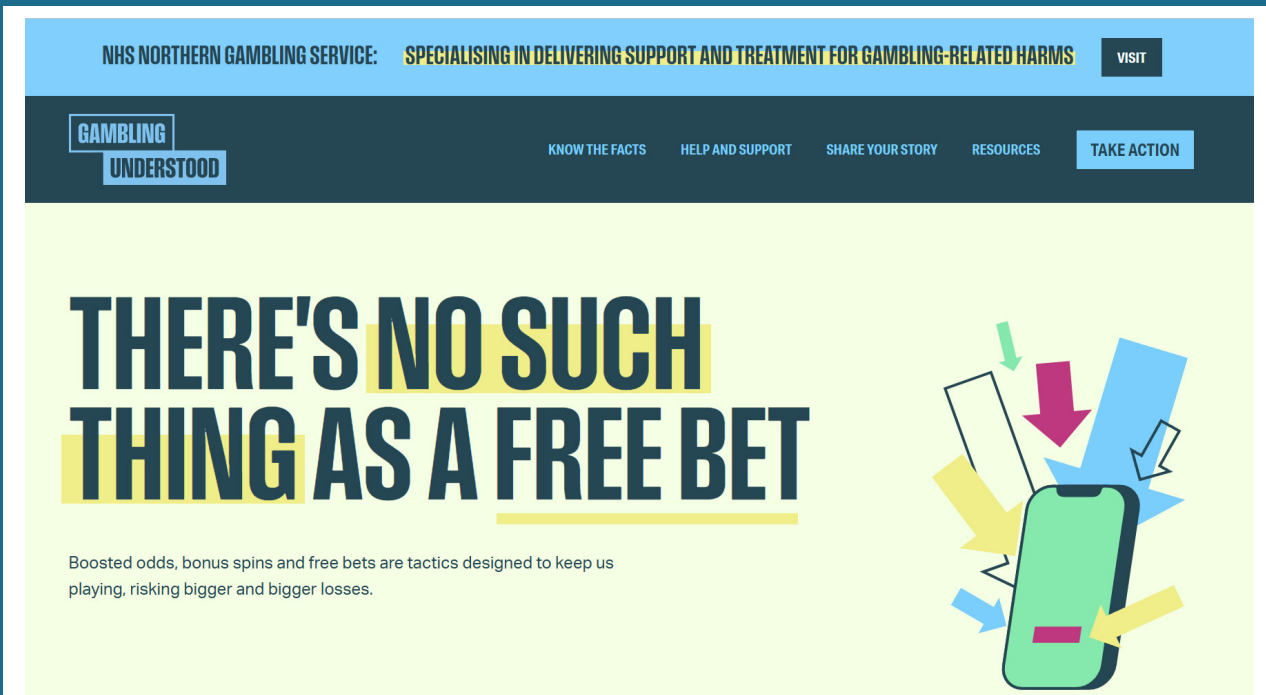 NHS NORTHERN GAMBLING SERVICE: SPECIALISING IN DELIVERING SUPPORT AND TREATMENT FOR GAMBLING-RELATED HARMS VISIT
GAMBLING
UNDERSTOOD
KNOW THE FACTS HELP AND SUPPORT SHARE YOUR STORY RESOURCES TAKE ACTION
THERE'S NO SUCH
THING AS A FREE BET
Boosted odds, bonus spins and free bets are tactics designed to keep us
playing, risking bigger and bigger losses.